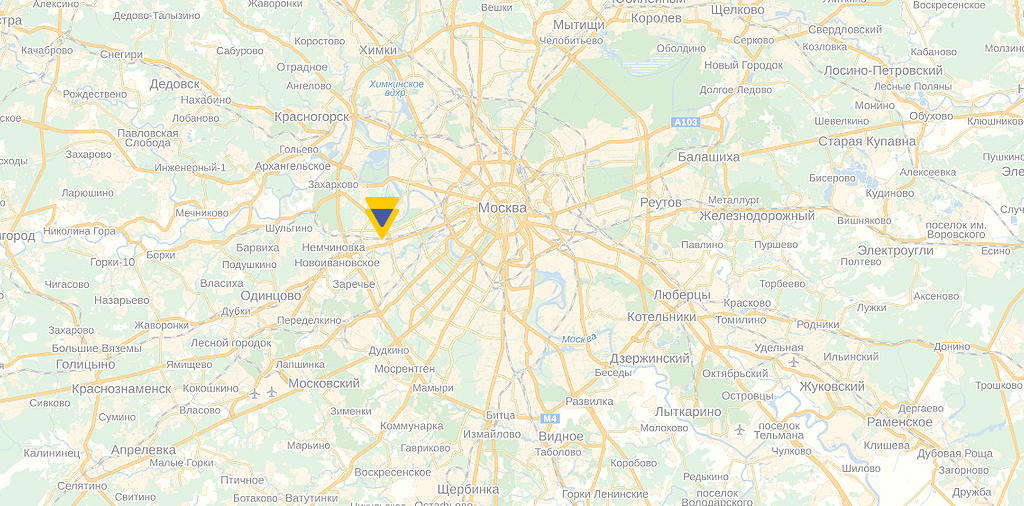 Вешки
Жаворонки
Дедово-Талызино
Мытищи
Королев
Щелково
Воскресенское
Свердловский
Качаброво
Снегири
Сабурово
Коростово
Химки
Челобитьево
Оболдино
Серково
Козловка
Кабаново
Новый Городок
Отрадное
Ангелово
Химкинское
вдхр.
Дедовск
Лосино-Петровский
Долгое Ледово
Лесные Поляны
Рождествено
Нахабино
Монино
Обухово
Лобаново
Красногорск
А103
Шевелкино
Павловская
Слобода
Старая Купавна
Гольево
Захарово
Балашиха
Инженерный-1
Архангельское
Алексеевка
Захарково
Бисерово
Кудиново
Ларюшино
Реутов
Металлург
Москва
Мечниково
Железнодорожный
Вишняково
поселок им.
Воровского
Николина Гора
Шульгино
Павлино
Пуршево
Электроугли
Есино
Барвиха
Немчиновка
Борки
Горки-10
Подушкино
Новоивановское
Полтево
Чигасово
Власиха
Заречье
Торбеево
Назарьево
Одинцово
Люберцы
Красково
Аксеново
Дубки
Лужки
Переделкино
Котельники
Томилино
Родники
Захарово
Жаворонки
Лесной городок
Москва
Большие Вяземы
Дудкино
Удельная
Донино
Голицыно
Ямищево
Лапшинка
Мосрентген
Дзержинский
Беседы
Ильинский
Октябрьский
Краснознаменск
Кокошкино
Московский
Мамыри
Жуковский
Трошково
Островцы
Сивково
Власово
Зименки
Развилка
Лыткарино
Дергаево
Сумино
Битца
М4
Коммунарка
Измайлово
Видное
Молоково
поселок
Тельмана
Раменское
Апрелевка
Марьино
Гавриково
Таболово
Чулково
Клишева
Дубовая Роща
Малые Горки
Воскресенское
Коробово
Шилово
Загорново
Птичное
Редькино
Селятино
Свитино
Ботаково
Ватутинки
Щербинка
Горки Ленинские
поселок
Володарского
Дружба